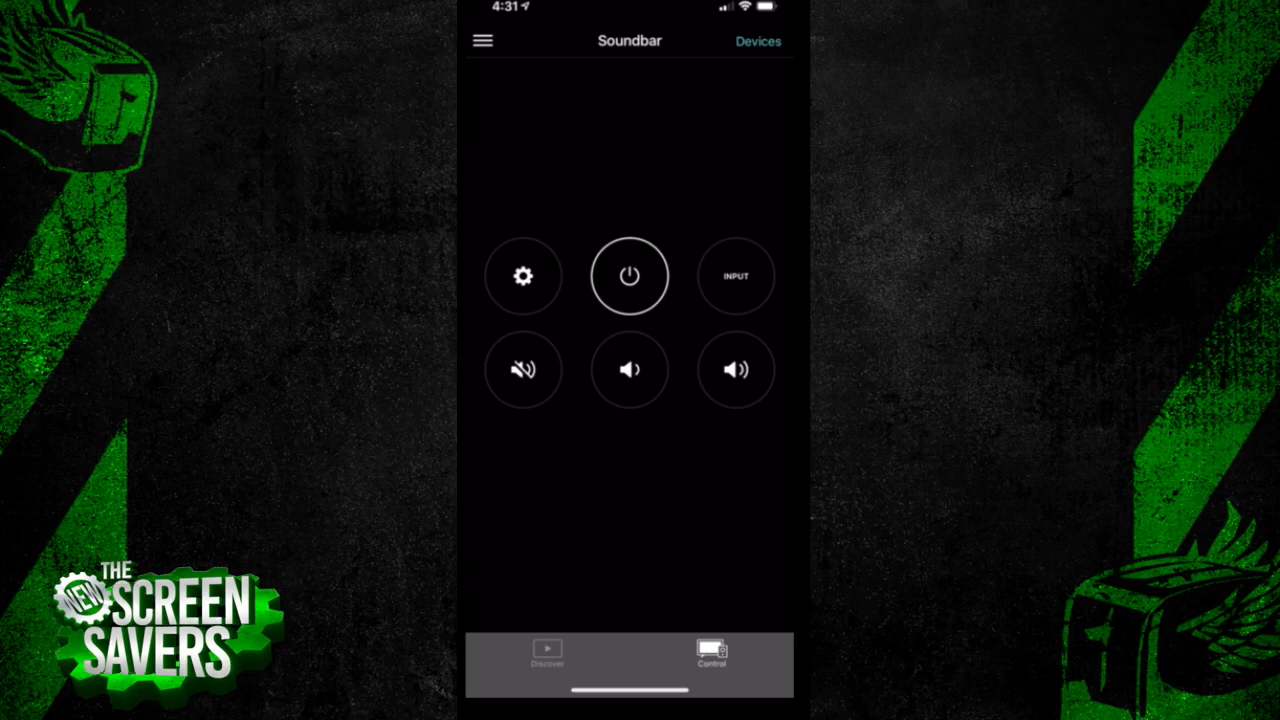 4:31
Soundbar
Devices
INPUT
Discover
Control
THE
NEW
SCREEN
SAVERS